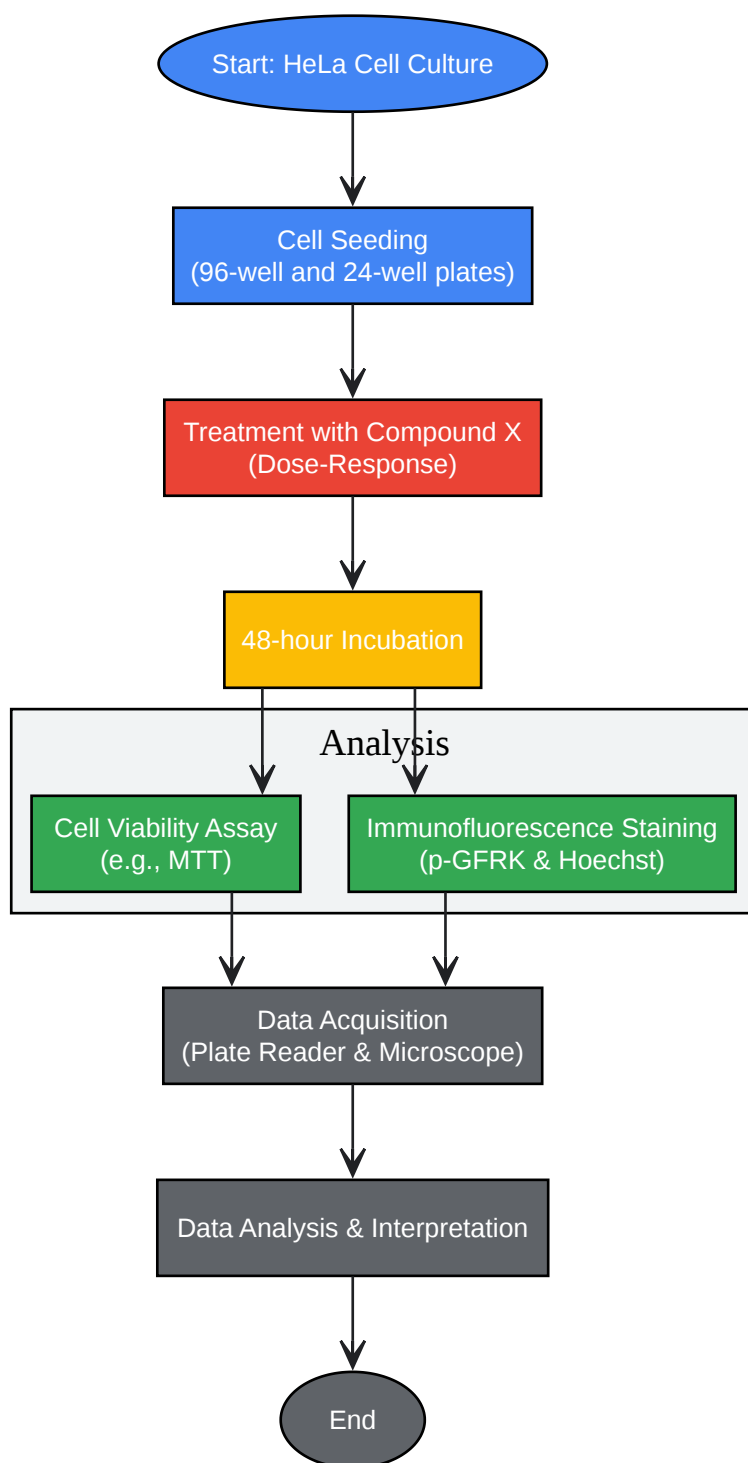 Start: HeLa Cell Culture
Cell Seeding
(96-well and 24-well plates)
Treatment with Compound X
(Dose-Response)
48-hour Incubation
Analysis
Cell Viability Assay
(e.g., MTT)
Immunofluorescence Staining
(p-GFRK & Hoechst)
Data Acquisition
(Plate Reader & Microscope)
Data Analysis & Interpretation
End